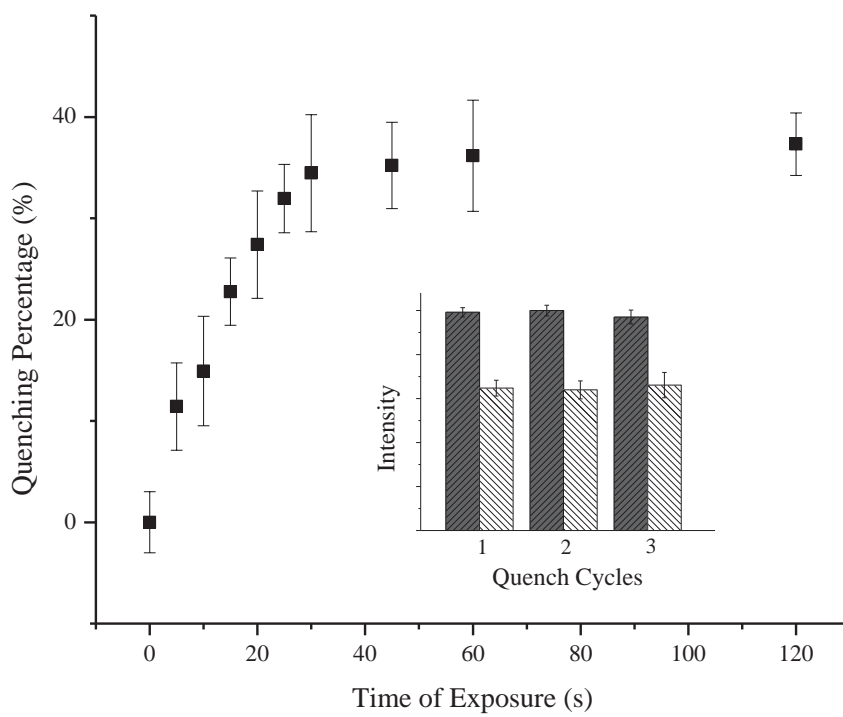 Quenching Percentage (%)
40
20
0
Intensity
1 2 3
Quench Cycles
0 20 40 60 80 100 120
Time of Exposure (s)